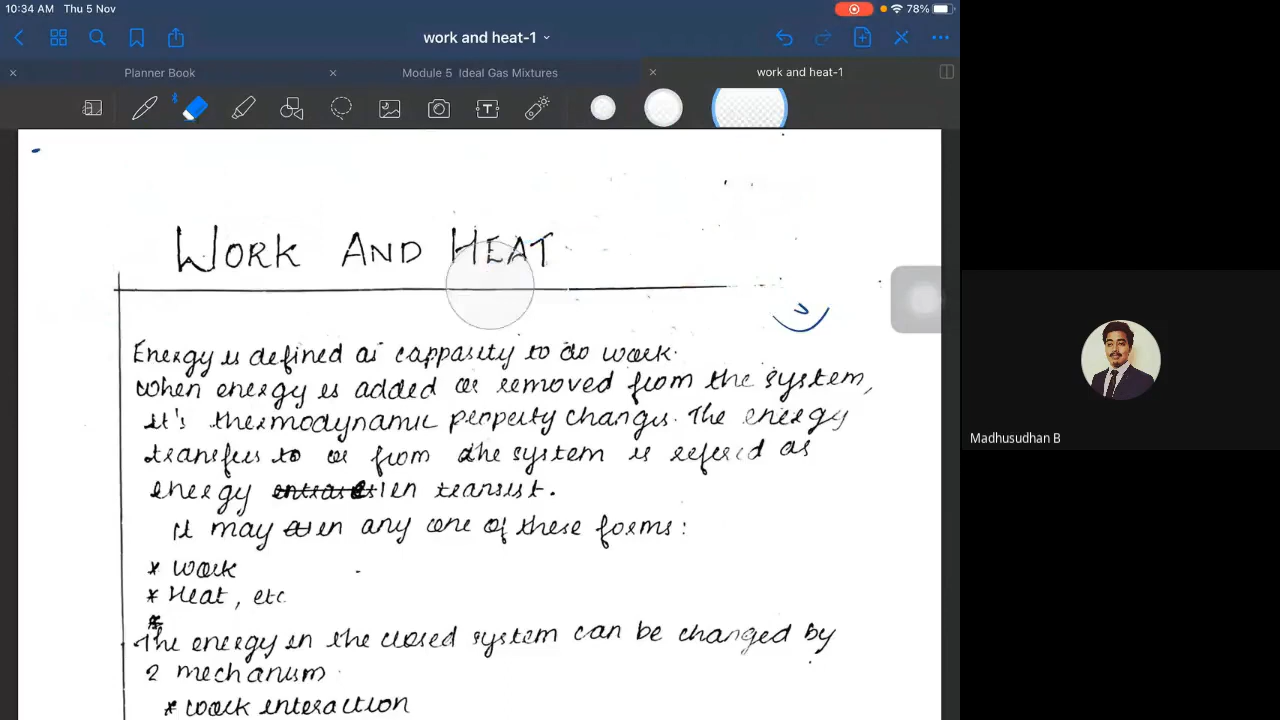 10:34 AM Thu 5 Nov
78%
work and heat-1
Planner Book
Module 5 Ideal Gas Mixtures
work and heat-1
WORK AND HEAT
Energy is defined as cappasity to do work.
When energy is added or removed from the system,
it's thermodynamic property changes. The energy
transfers to or from the system is refered as
energy in transist.
it may in any one of these forms:
* Work
* Heat, etc
The energy in the closed system can be changed by
2 mechanism
* Work interaction
Madhusudhan B